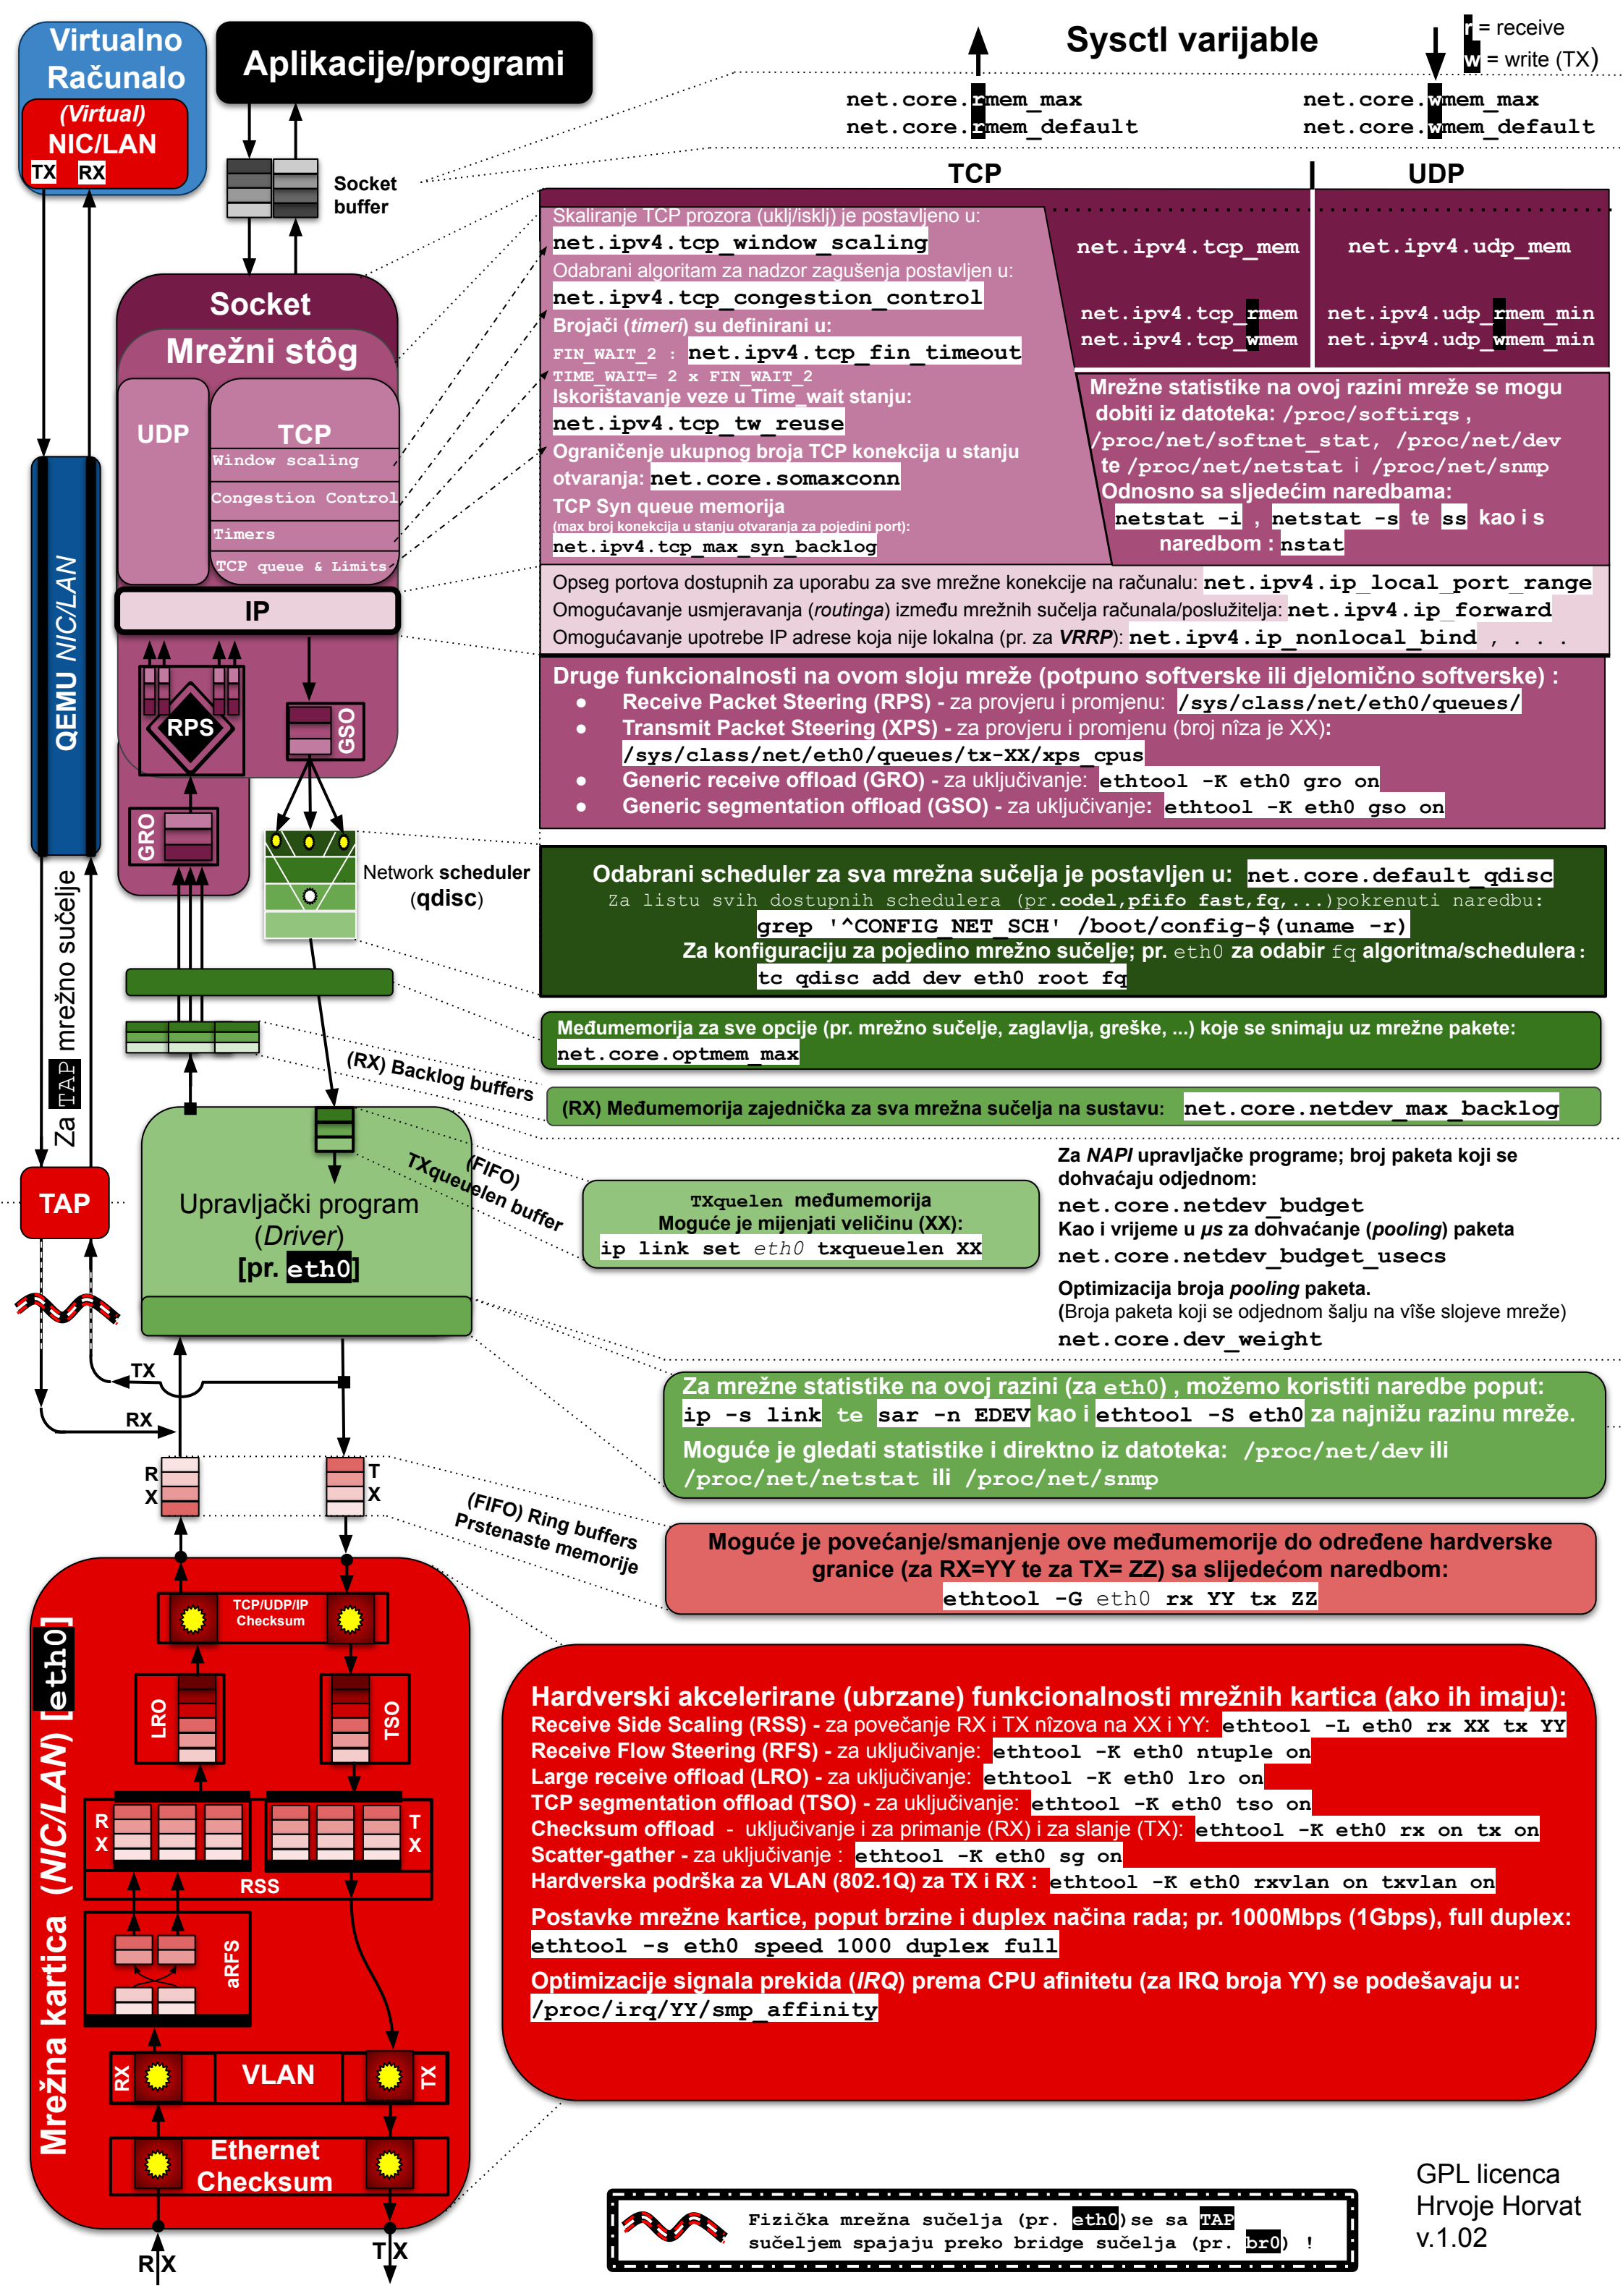 Virtualno
Računalo
(Virtual)
NIC/LAN
TX RX
Aplikacije/programi
Socket
buffer
Sysctl varijable
r = receive
w = write (TX)
net.core.rmem_max
net.core.rmem_default
net.core.wmem_max
net.core.wmem_default
TCP | UDP
Skaliranje TCP prozora (uklj/isklj) je postavljeno u:
net.ipv4.tcp_window_scaling
Odabrani algoritam za nadzor zagušenja postavljen u:
net.ipv4.tcp_congestion_control
Brojači (timeri) su definirani u:
FIN_WAIT_2 : net.ipv4.tcp_fin_timeout
TIME_WAIT= 2 x FIN_WAIT_2
Iskorištavanje veze u Time_wait stanju:
net.ipv4.tcp_tw_reuse
Ograničenje ukupnog broja TCP konekcija u stanju
otvaranja: net.core.somaxconn
TCP Syn queue memorija
(max broj konekcija u stanju otvaranja za pojedini port):
net.ipv4.tcp_max_syn_backlog
net.ipv4.tcp_mem
net.ipv4.tcp_rmem
net.ipv4.tcp_wmem
net.ipv4.udp_mem
net.ipv4.udp_rmem_min
net.ipv4.udp_wmem_min
Mrežne statistike na ovoj razini mreže se mogu
dobiti iz datoteka: /proc/softirqs ,
/proc/net/softnet_stat, /proc/net/dev
te /proc/net/netstat i /proc/net/snmp
Odnosno sa sljedećim naredbama:
netstat -i , netstat -s te ss kao i s
naredbom : nstat
Socket
Mrežni stôg
UDP
TCP
Window scaling
Congestion Control
Timers
TCP queue & Limits
IP
RPS
GSO
GRO
QEMU NIC/LAN
Za TAP mrežno sučelje
Opseg portova dostupnih za uporabu za sve mrežne konekcije na računalu: net.ipv4.ip_local_port_range
Omogućavanje usmjeravanja (routinga) između mrežnih sučelja računala/poslužitelja: net.ipv4.ip_forward
Omogućavanje upotrebe IP adrese koja nije lokalna (pr. za VRRP): net.ipv4.ip_nonlocal_bind , . . .
Druge funkcionalnosti na ovom sloju mreže (potpuno softverske ili djelomično softverske) :
● Receive Packet Steering (RPS) - za provjeru i promjenu: /sys/class/net/eth0/queues/
● Transmit Packet Steering (XPS) - za provjeru i promjenu (broj nîza je XX):
/sys/class/net/eth0/queues/tx-XX/xps_cpus
● Generic receive offload (GRO) - za uključivanje: ethtool -K eth0 gro on
● Generic segmentation offload (GSO) - za uključivanje: ethtool -K eth0 gso on
Network scheduler
(qdisc)
Odabrani scheduler za sva mrežna sučelja je postavljen u: net.core.default_qdisc
Za listu svih dostupnih schedulera (pr.codel,pfifo fast,fq,...)pokrenuti naredbu:
grep '^CONFIG_NET_SCH' /boot/config-$(uname -r)
Za konfiguraciju za pojedino mrežno sučelje; pr. eth0 za odabir fq algoritma/schedulera:
tc qdisc add dev eth0 root fq
Međumemorija za sve opcije (pr. mrežno sučelje, zaglavlja, greške, ...) koje se snimaju uz mrežne pakete:
net.core.optmem_max
(RX) Backlog buffers
(RX) Međumemorija zajednička za sva mrežna sučelja na sustavu: net.core.netdev_max_backlog
TAP
Upravljački program
(Driver)
[pr. eth0]
(FIFO)
TXqueuelen buffer
TXquelen međumemorija
Moguće je mijenjati veličinu (XX):
ip link set eth0 txqueuelen XX
Za NAPI upravljačke programe; broj paketa koji se
dohvaćaju odjednom:
net.core.netdev_budget
Kao i vrijeme u µs za dohvaćanje (pooling) paketa
net.core.netdev_budget_usecs
Optimizacija broja pooling paketa.
(Broja paketa koji se odjednom šalju na vîše slojeve mreže)
net.core.dev_weight
TX
RX
Za mrežne statistike na ovoj razini (za eth0) , možemo koristiti naredbe poput:
ip -s link te sar -n EDEV kao i ethtool -S eth0 za najnižu razinu mreže.
Moguće je gledati statistike i direktno iz datoteka: /proc/net/dev ili
/proc/net/netstat ili /proc/net/snmp
RX
TX
(FIFO) Ring buffers
Prstenaste memorije
Moguće je povećanje/smanjenje ove međumemorije do određene hardverske
granice (za RX=YY te za TX= ZZ) sa slijedećom naredbom:
ethtool -G eth0 rx YY tx ZZ
Mrežna kartica (NIC/LAN) [eth0]
TCP/UDP/IP
Checksum
LRO
TSO
RX
TX
RSS
aRFS
RX
VLAN
TX
Ethernet
Checksum
RX
TX
Hardverski akcelerirane (ubrzane) funkcionalnosti mrežnih kartica (ako ih imaju):
Receive Side Scaling (RSS) - za povečanje RX i TX nîzova na XX i YY: ethtool -L eth0 rx XX tx YY
Receive Flow Steering (RFS) - za uključivanje: ethtool -K eth0 ntuple on
Large receive offload (LRO) - za uključivanje: ethtool -K eth0 lro on
TCP segmentation offload (TSO) - za uključivanje: ethtool -K eth0 tso on
Checksum offload - uključivanje i za primanje (RX) i za slanje (TX): ethtool -K eth0 rx on tx on
Scatter-gather - za uključivanje : ethtool -K eth0 sg on
Hardverska podrška za VLAN (802.1Q) za TX i RX : ethtool -K eth0 rxvlan on txvlan on
Postavke mrežne kartice, poput brzine i duplex načina rada; pr. 1000Mbps (1Gbps), full duplex:
ethtool -s eth0 speed 1000 duplex full
Optimizacije signala prekida (IRQ) prema CPU afinitetu (za IRQ broja YY) se podešavaju u:
/proc/irq/YY/smp_affinity
Fizička mrežna sučelja (pr. eth0)se sa TAP
sučeljem spajaju preko bridge sučelja (pr. br0) !
GPL licenca
Hrvoje Horvat
v.1.02